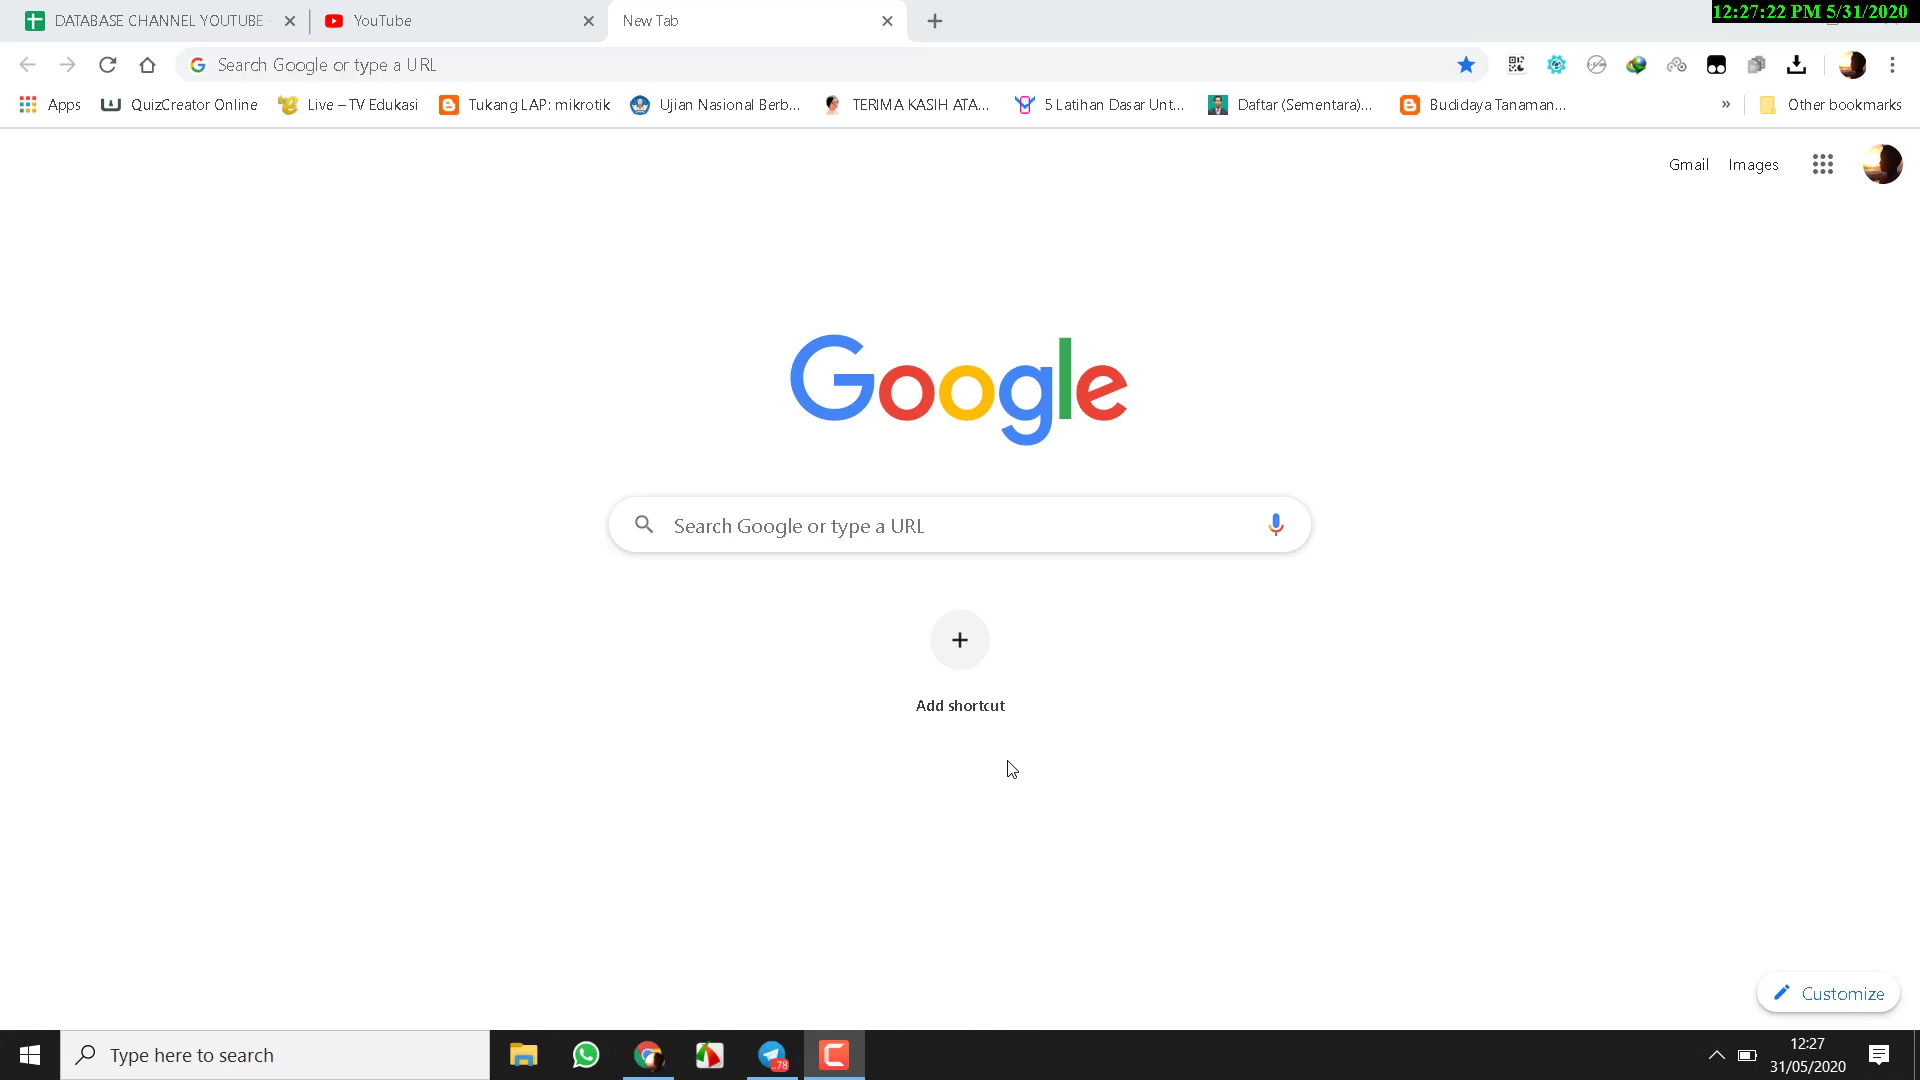 DATABASE CHANNEL YOUTUBE
YouTube
New Tab
12:27:22 PM 5/31/2020
Search Google or type a URL
Apps
QuizCreator Online
Live – TV Edukasi
Tukang LAP: mikrotik
Ujian Nasional Berb...
TERIMA KASIH ATA...
5 Latihan Dasar Unt...
Daftar (Sementara)...
Budidaya Tanaman...
»
Other bookmarks
Gmail
Images
Google
Search Google or type a URL
Add shortcut
Customize
Type here to search
..78
12:27
31/05/2020